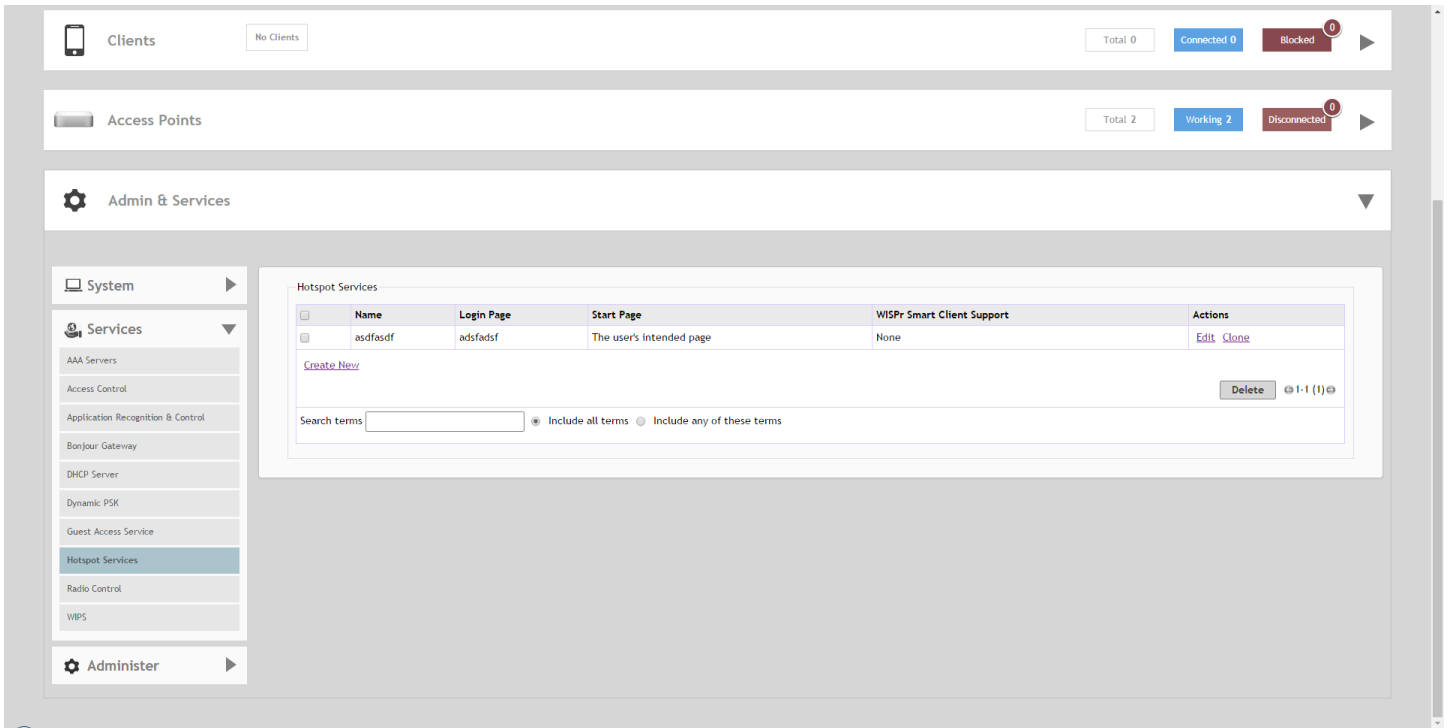 Clients
No Clients
Total 0
Connected 0
Blocked
0
Access Points
Total 2
Working 2
Disconnected
0
Admin & Services
System
Services
AAA Servers
Access Control
Application Recognition & Control
Bonjour Gateway
DHCP Server
Dynamic PSK
Guest Access Service
Hotspot Services
Radio Control
WIPS
Administer
Hotspot Services
Name Login Page Start Page WISPr Smart Client Support Actions
asdfasdf adsfadsf The user's intended page None Edit Clone
Create New
Delete 1-1 (1)
Search terms Include all terms Include any of these terms